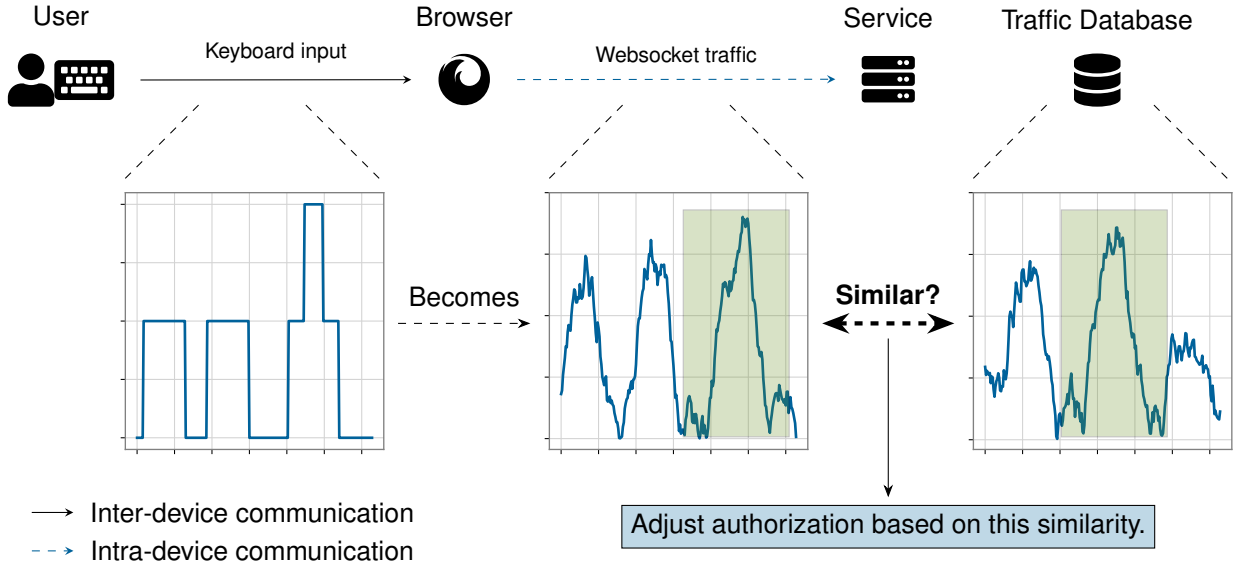 User
Browser
Service
Traffic Database
Keyboard input
Websocket traffic
Becomes
Similar?
Inter-device communication
Intra-device communication
Adjust authorization based on this similarity.